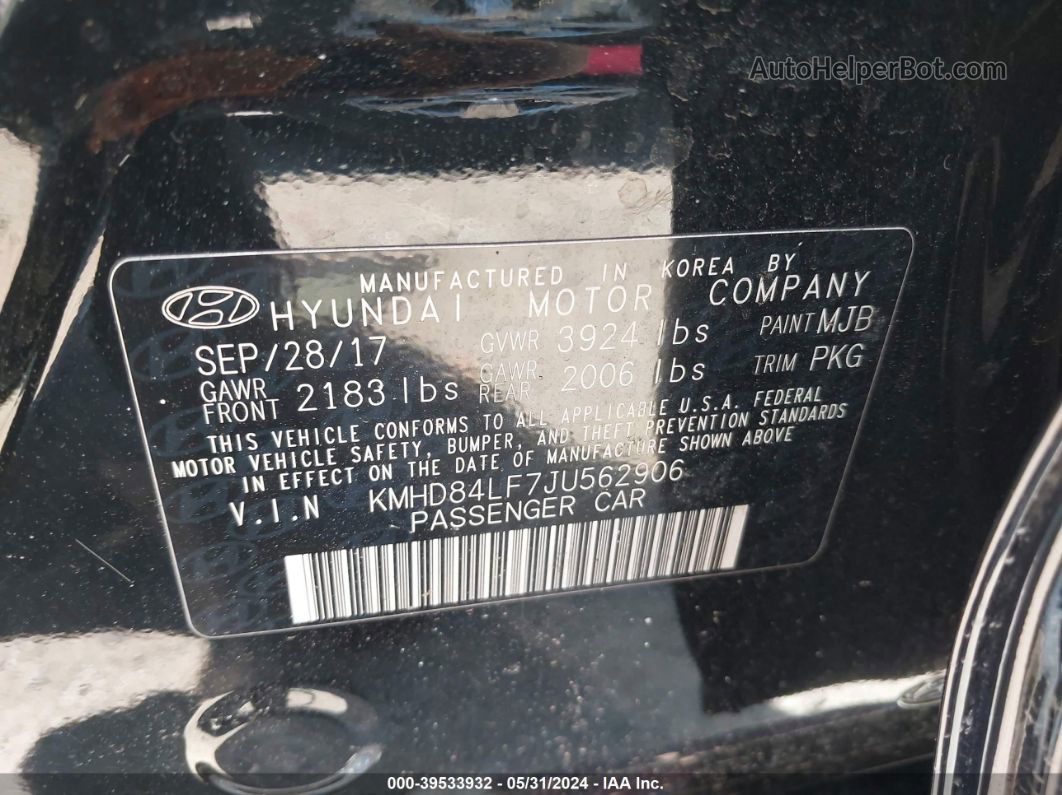 AutoHelperBot.com
MANUFACTURED IN KOREA BY
HYUNDAI MOTOR COMPANY
SEP/28/17 GVWR 3924 lbs PAINT MJB
GAWR FRONT 2183 lbs GAWR REAR 2006 lbs TRIM PKG
THIS VEHICLE CONFORMS TO ALL APPLICABLE U.S.A. FEDERAL
MOTOR VEHICLE SAFETY, BUMPER, AND THEFT PREVENTION STANDARDS
IN EFFECT ON THE DATE OF MANUFACTURE SHOWN ABOVE
V.I.N KMHD84LF7JU562906
PASSENGER CAR
000-39533932 - 05/31/2024 - IAA Inc.